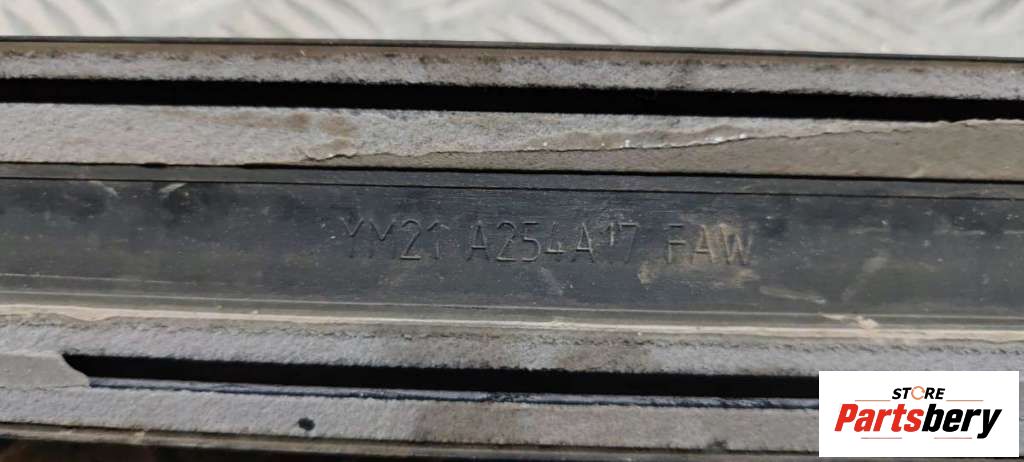 YM21 A254A17 FAW
STORE
Partsbery